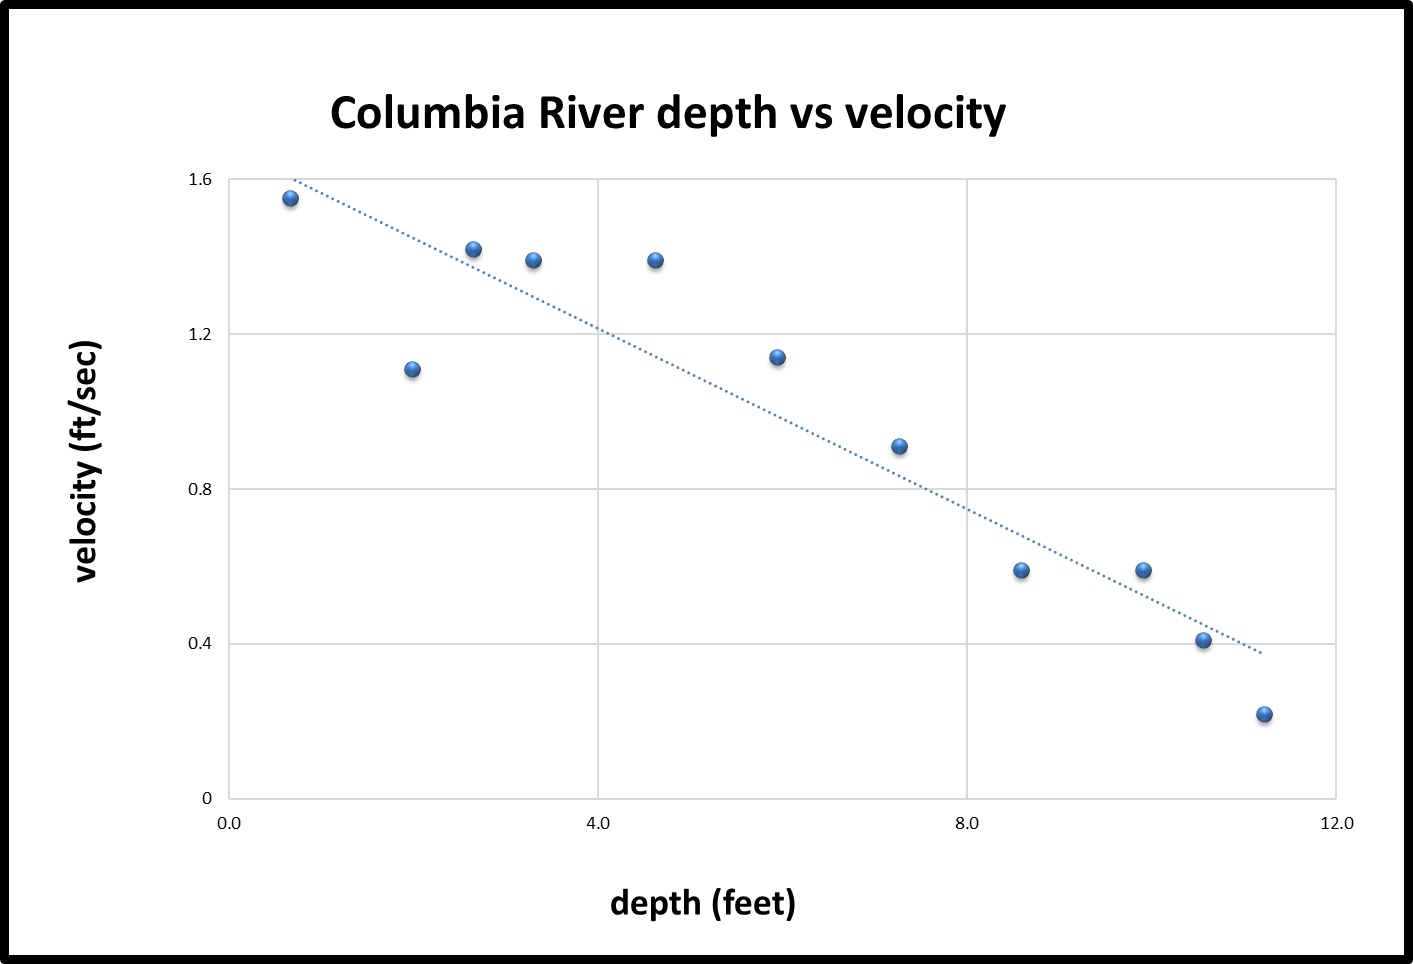 Columbia River depth vs velocity
1.6
1.2
0.8
0.4
0
velocity (ft/sec)
0.0 4.0 8.0 12.0
depth (feet)